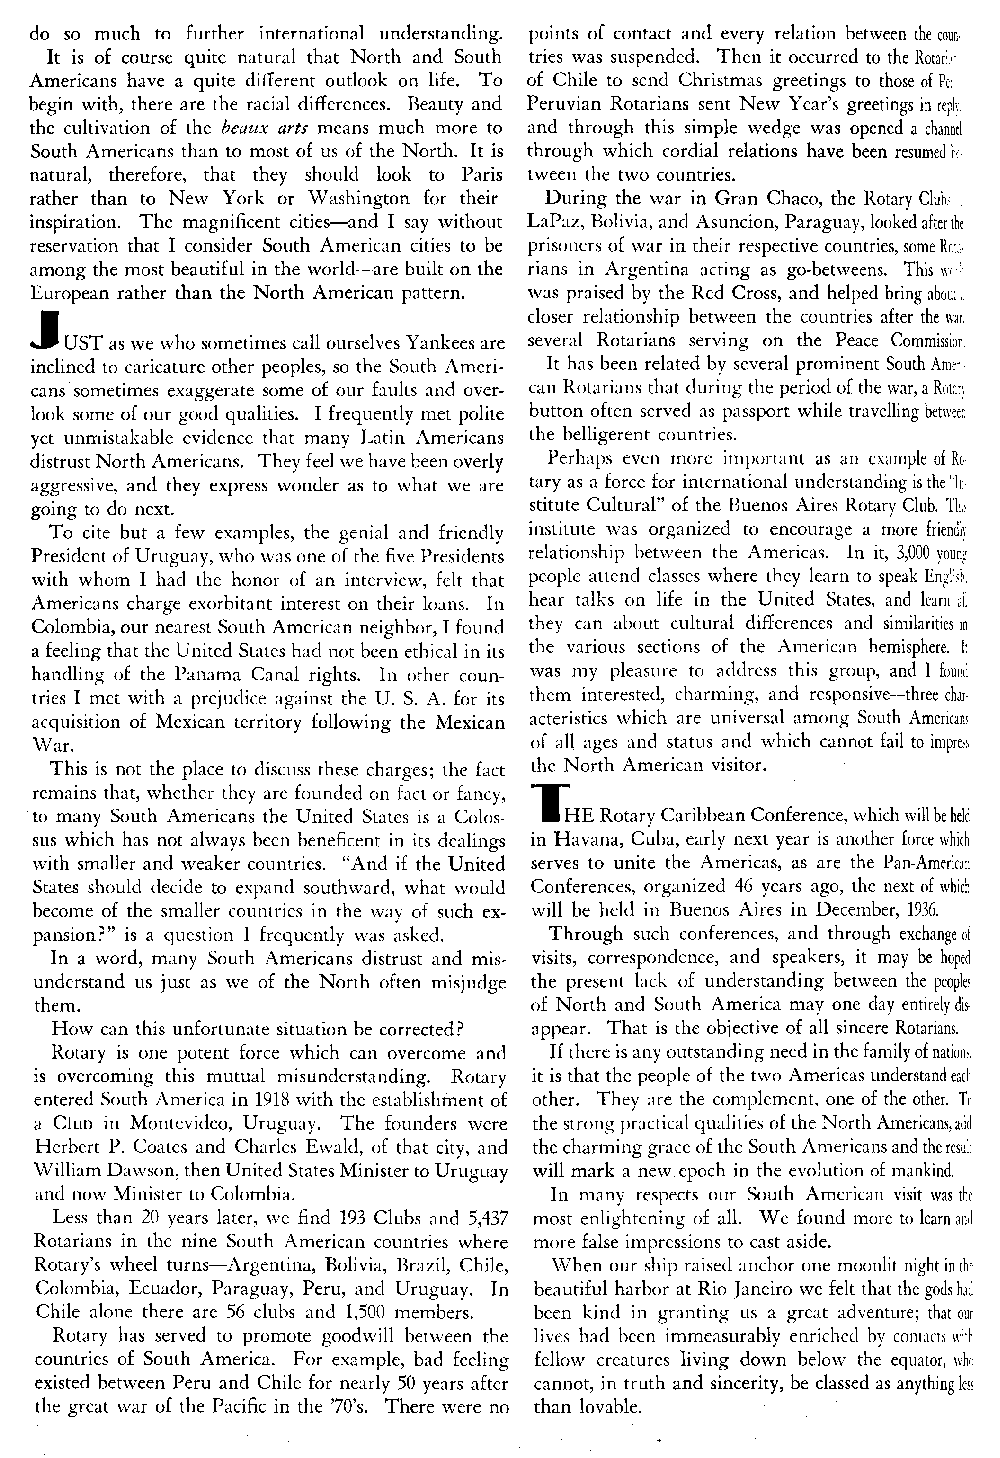 do so much to further international understanding.
It is of course quite natural that North and South
Americans have a quite different outlook on life. To
begin with, there are the racial differences. Beauty and
the cultivation of the beaux arts means much more to
South Americans than to most of us of the North. It is
natural, therefore, that they should look to Paris
rather than to New York or Washington for their
inspiration. The magnificent cities—and I say without
reservation that I consider South American cities to be
among the most beautiful in the world—are built on the
European rather than the North American pattern.
JUST as we who sometimes call ourselves Yankees are
inclined to caricature other peoples, so the South Ameri-
cans sometimes exaggerate some of our faults and over-
look some of our good qualities. I frequently met polite
yet unmistakable evidence that many Latin Americans
distrust North Americans. They feel we have been overly
aggressive, and they express wonder as to what we are
going to do next.
To cite but a few examples, the genial and friendly
President of Uruguay, who was one of the five Presidents
with whom I had the honor of an interview, felt that
Americans charge exorbitant interest on their loans. In
Colombia, our nearest South American neighbor, I found
a feeling that the United States had not been ethical in its
handling of the Panama Canal rights. In other coun-
tries I met with a prejudice against the U. S. A. for its
acquisition of Mexican territory following the Mexican
War.
This is not the place to discuss these charges; the fact
remains that, whether they are founded on fact or fancy,
to many South Americans the United States is a Colos-
sus which has not always been beneficent in its dealings
with smaller and weaker countries. “And if the United
States should decide to expand southward, what would
become of the smaller countries in the way of such ex-
pansion?” is a question I frequently was asked.
In a word, many South Americans distrust and mis-
understand us just as we of the North often misjudge
them.
How can this unfortunate situation be corrected?
Rotary is one potent force which can overcome and
is overcoming this mutual misunderstanding. Rotary
entered South America in 1918 with the establishment of
a Club in Montevideo, Uruguay. The founders were
Herbert P. Coates and Charles Ewald, of that city, and
William Dawson, then United States Minister to Uruguay
and now Minister to Colombia.
Less than 20 years later, we find 193 Clubs and 5,437
Rotarians in the nine South American countries where
Rotary’s wheel turns—Argentina, Bolivia, Brazil, Chile,
Colombia, Ecuador, Paraguay, Peru, and Uruguay. In
Chile alone there are 56 clubs and 1,500 members.
Rotary has served to promote goodwill between the
countries of South America. For example, bad feeling
existed between Peru and Chile for nearly 50 years after
the great war of the Pacific in the ’70’s. There were no
points of contact and every relation between the coun-
tries was suspended. Then it occurred to the
of Chile to send Christmas greetings to those of
Peruvian Rotarians sent New Year’s greetings in reply,
and through this simple wedge was opened a channel
through which cordial relations have been resumed be-
tween the two countries.
During the war in Gran Chaco, the Rotary Clubs
LaPaz, Bolivia, and Asuncion, Paraguay, looked after the
prisoners of war in their respective countries, some Rota-
rians in Argentina acting as go-betweens. This
was praised by the Red Cross, and helped bring about a
closer relationship between the countries after the war,
several Rotarians serving on the Peace Commission.
It has been related by several prominent South Ameri-
can Rotarians that during the period of the war, a Rotary
button often served as passport while travelling between
the belligerent countries.
Perhaps even more important as an example of Ro-
tary as a force for international understanding is the “In-
stitute Cultural” of the Buenos Aires Rotary Club. This
institute was organized to encourage a more friendly
relationship between the Americas. In it, 3,000 young
people attend classes where they learn to speak English,
hear talks on life in the United States, and learn all
they can about cultural differences and similarities in
the various sections of the American hemisphere. It
was my pleasure to address this group, and I found
them interested, charming, and responsive—three char-
acteristics which are universal among South Americans
of all ages and status and which cannot fail to impress
the North American visitor.
THE Rotary Caribbean Conference, which will be held
in Havana, Cuba, early next year is another force which
serves to unite the Americas, as are the Pan-American
Conferences, organized 46 years ago, the next of which
will be held in Buenos Aires in December, 1936.
Through such conferences, and through exchange of
visits, correspondence, and speakers, it may be hoped
the present lack of understanding between the peoples
of North and South America may one day entirely dis-
appear. That is the objective of all sincere Rotarians.
If there is any outstanding need in the family of nations,
it is that the people of the two Americas understand each
other. They are the complement, one of the other. To
the strong practical qualities of the North Americans, add
the charming grace of the South Americans and the result
will mark a new epoch in the evolution of mankind.
In many respects our South American visit was the
most enlightening of all. We found more to learn and
more false impressions to cast aside.
When our ship raised anchor one moonlit night in the
beautiful harbor at Rio Janeiro we felt that the gods had
been kind in granting us a great adventure; that our
lives had been immeasurably enriched by contacts with
fellow creatures living down below the equator, who
cannot, in truth and sincerity, be classed as anything less
than lovable.